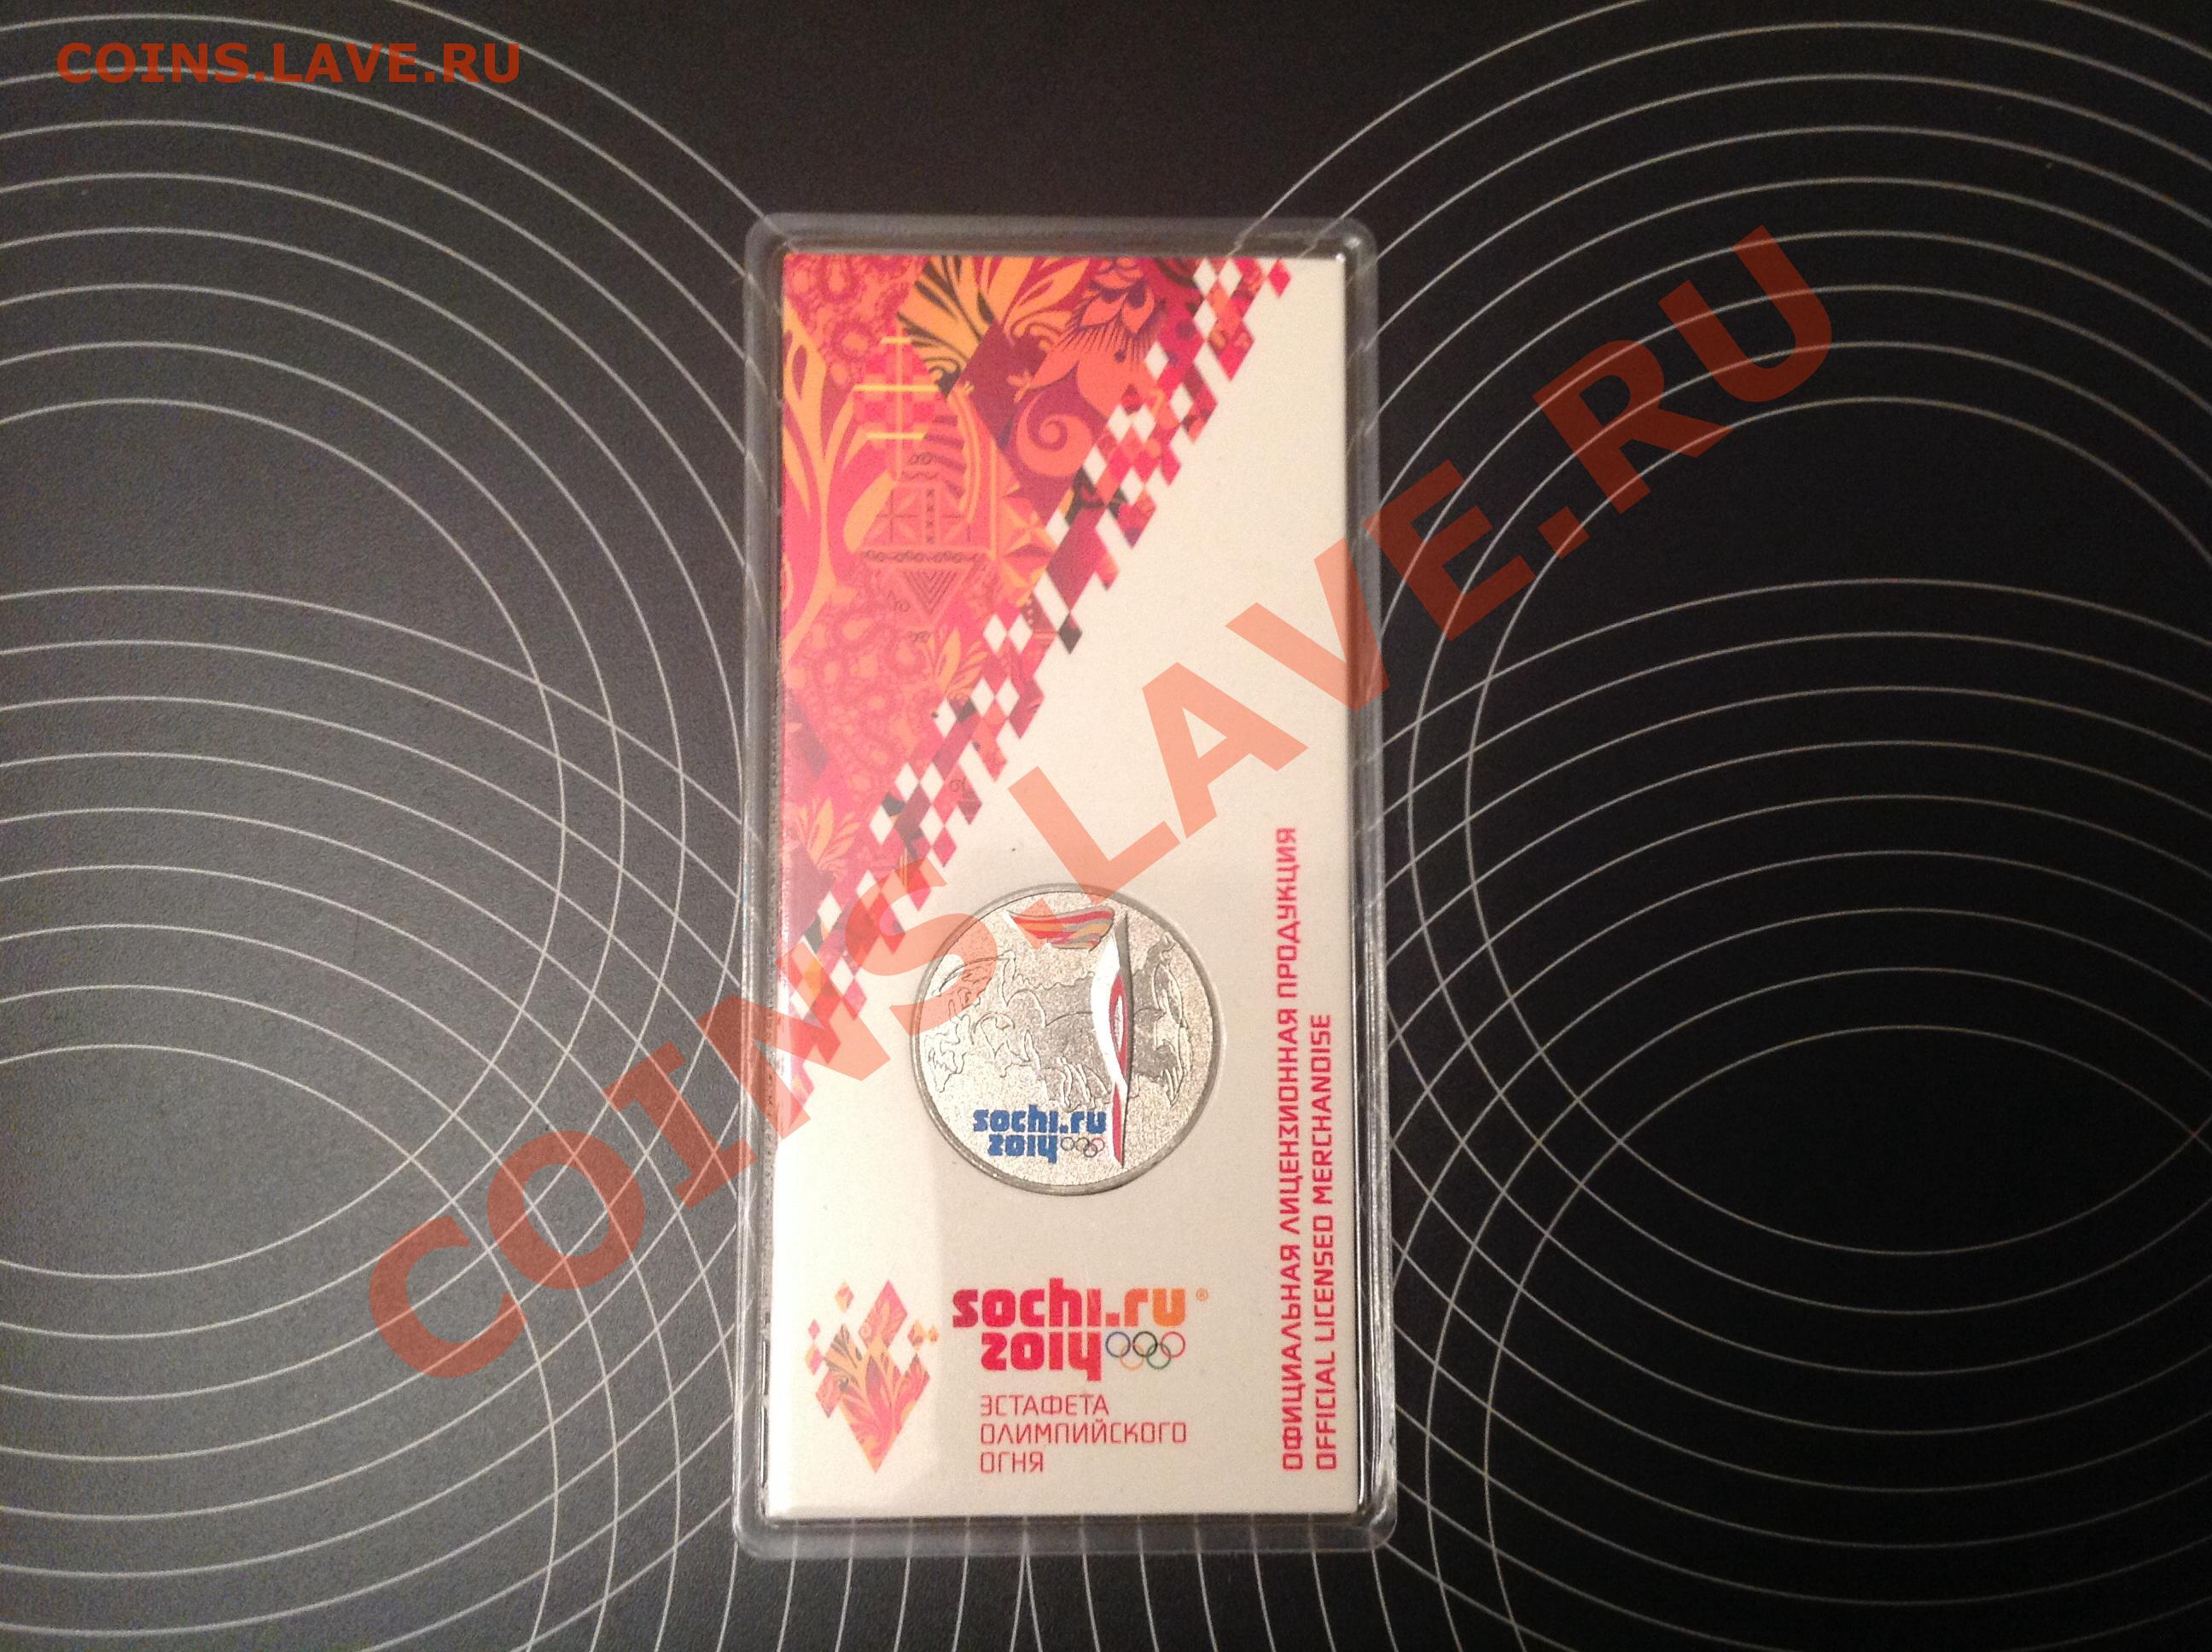 COINS.LAVE.RU
COINS.LAVE.RU
sochi.ru
2014
sochi.ru®
2014
ЭСТАФЕТА
ОЛИМПИЙСКОГО
ОГНЯ
ОФИЦИАЛЬНАЯ ЛИЦЕНЗИОННАЯ ПРОДУКЦИЯ
OFFICIAL LICENSED MERCHANDISE